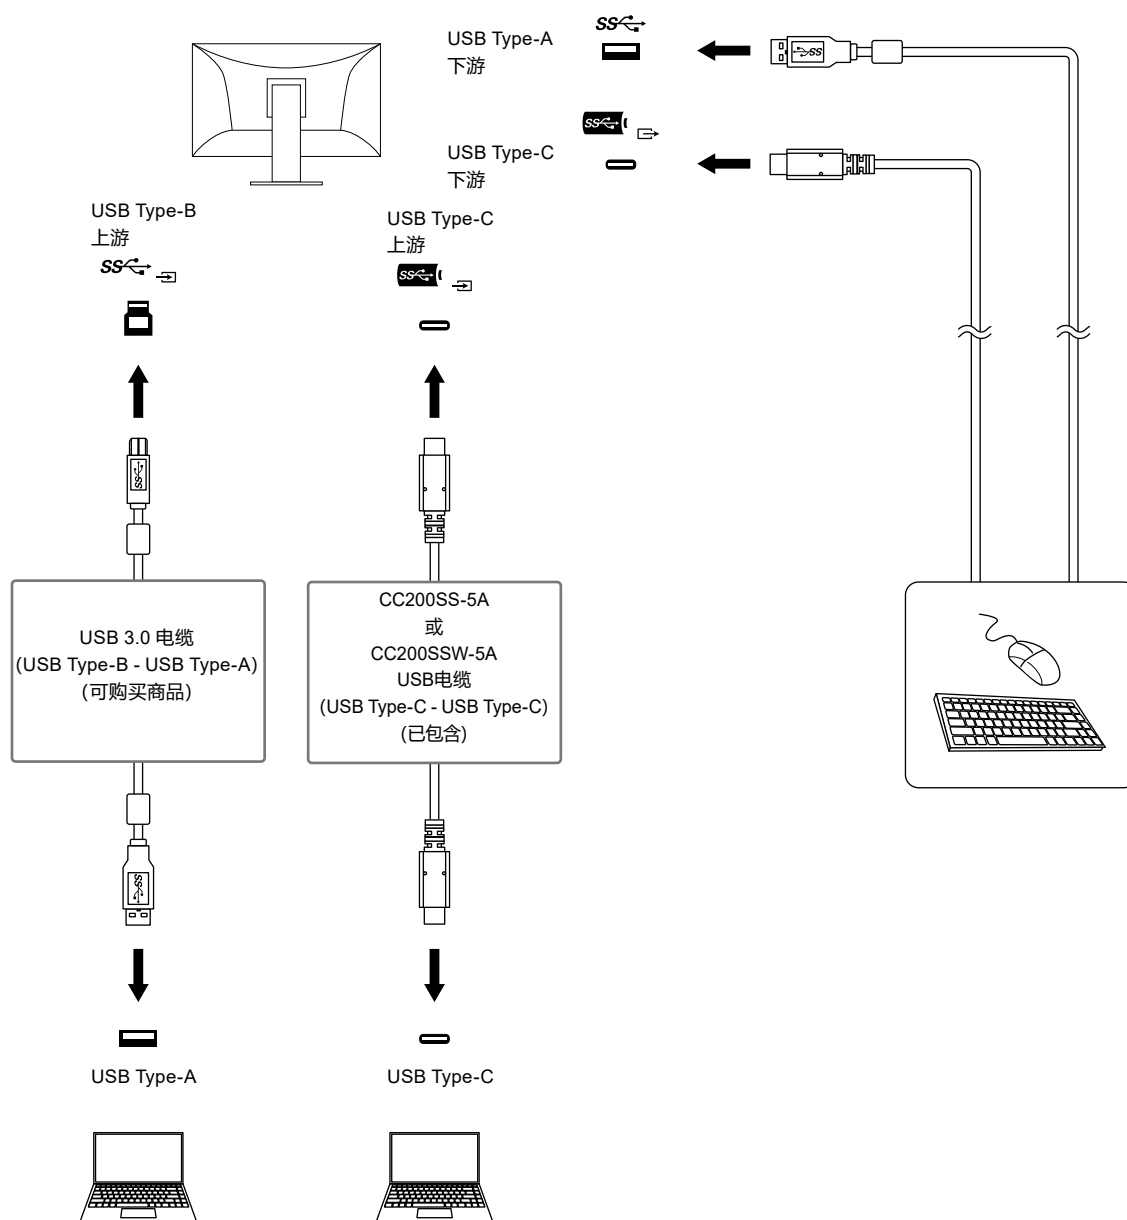 USB Type-A
下游
USB Type-C
下游
USB Type-B
上游
USB Type-C
上游
USB 3.0 电缆
(USB Type-B - USB Type-A)
(可购买商品)
CC200SS-5A
或
CC200SSW-5A
USB电缆
(USB Type-C - USB Type-C)
(已包含)
USB Type-A
USB Type-C